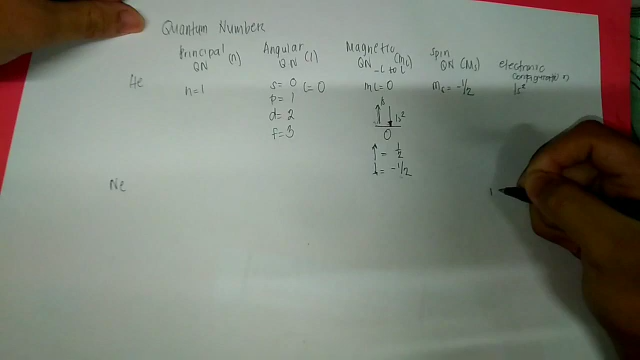 Quantum Numbers
Principal QN (n)
Angular QN (l)
Magnetic QN (ml)
-L to L
Spin QN (Ms)
electronic configuration
He
n=1
s=0 l=0
p=1
d=2
f=3
ml=0
1s²
0
↑= 1/2
↓= -1/2
ms= -1/2
1s²
Ne